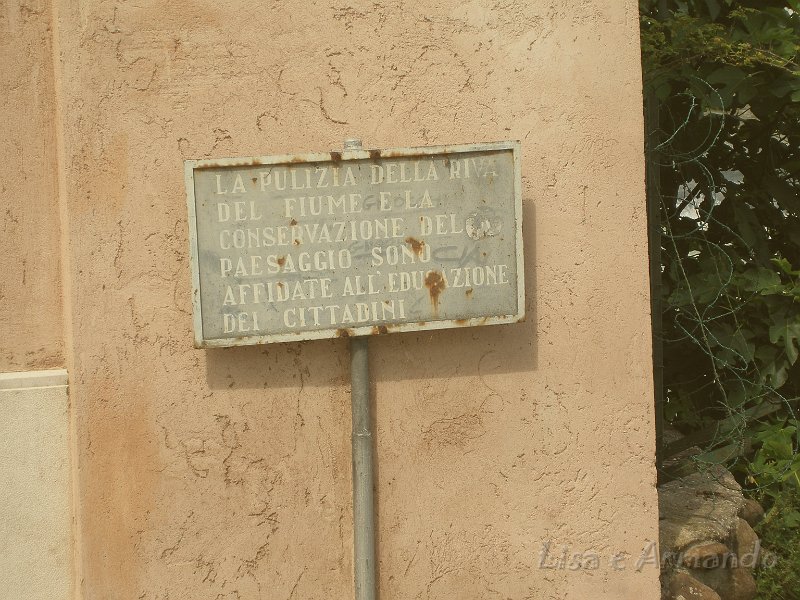 LA PULIZIA DELLA RIVA
DEL FIUME E LA
CONSERVAZIONE DEL
PAESAGGIO SONO
AFFIDATE ALL'EDUCAZIONE
DEI CITTADINI
Lisa e Armando